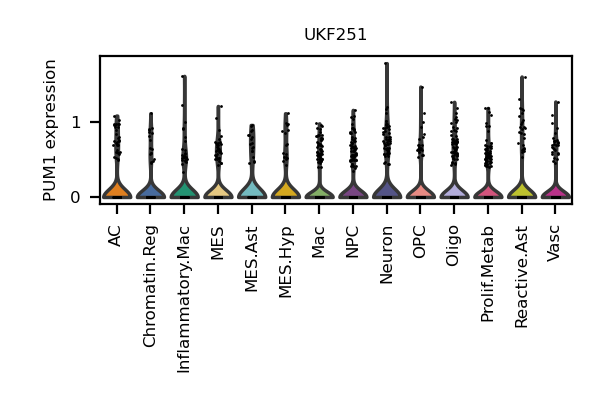 UKF251
PUM1 expression
1
0
AC
Chromatin.Reg
Inflammatory.Mac
MES
MES.Ast
MES.Hyp
Mac
NPC
Neuron
OPC
Oligo
Prolif.Metab
Reactive.Ast
Vasc